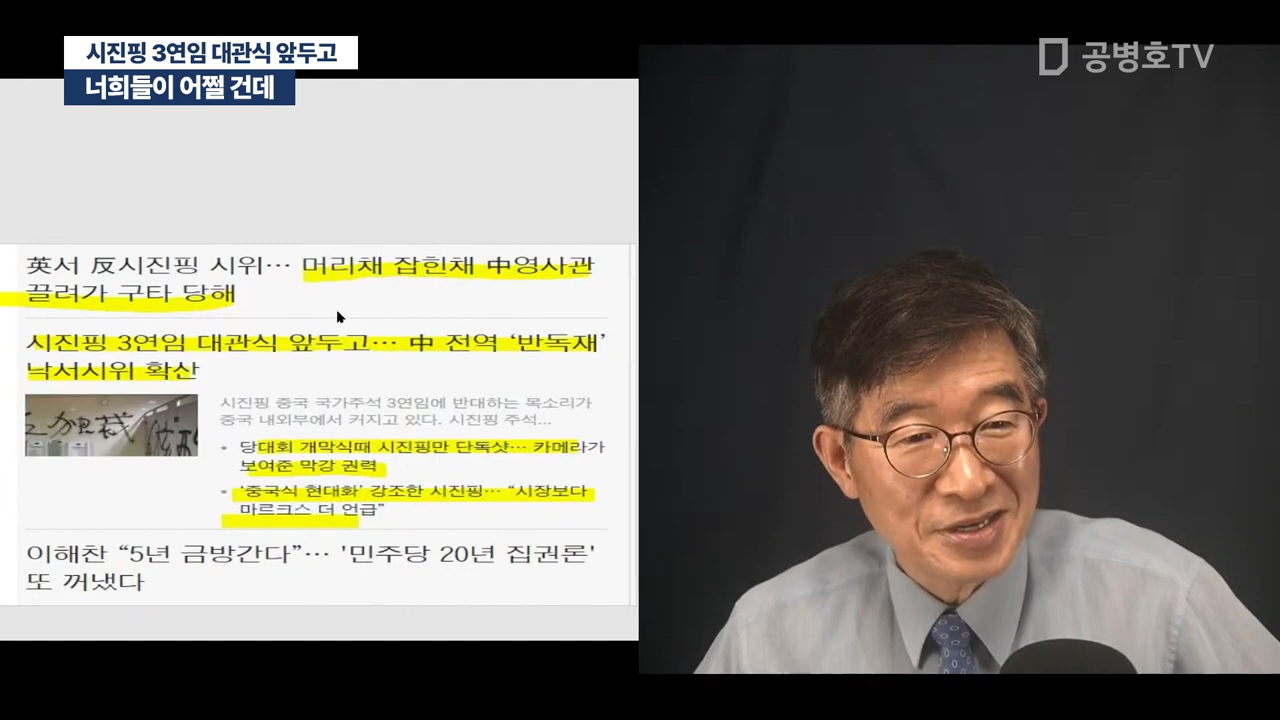 시진핑 3연임 대관식 앞두고
너희들이 어쩔 건데
공병호TV
英서 反시진핑 시위… 머리채 잡힌채 中영사관
끌려가 구타 당해
시진핑 3연임 대관식 앞두고… 中 전역 ‘반독재’
낙서시위 확산
시진핑 중국 국가주석 3연임에 반대하는 목소리가
중국 내외부에서 커지고 있다. 시진핑 주석...
• 당대회 개막식때 시진핑만 단독샷… 카메라가
보여준 막강 권력
• ‘중국식 현대화’ 강조한 시진핑… “시장보다
마르크스 더 언급”
이해찬 “5년 금방간다”… '민주당 20년 집권론'
또 꺼냈다